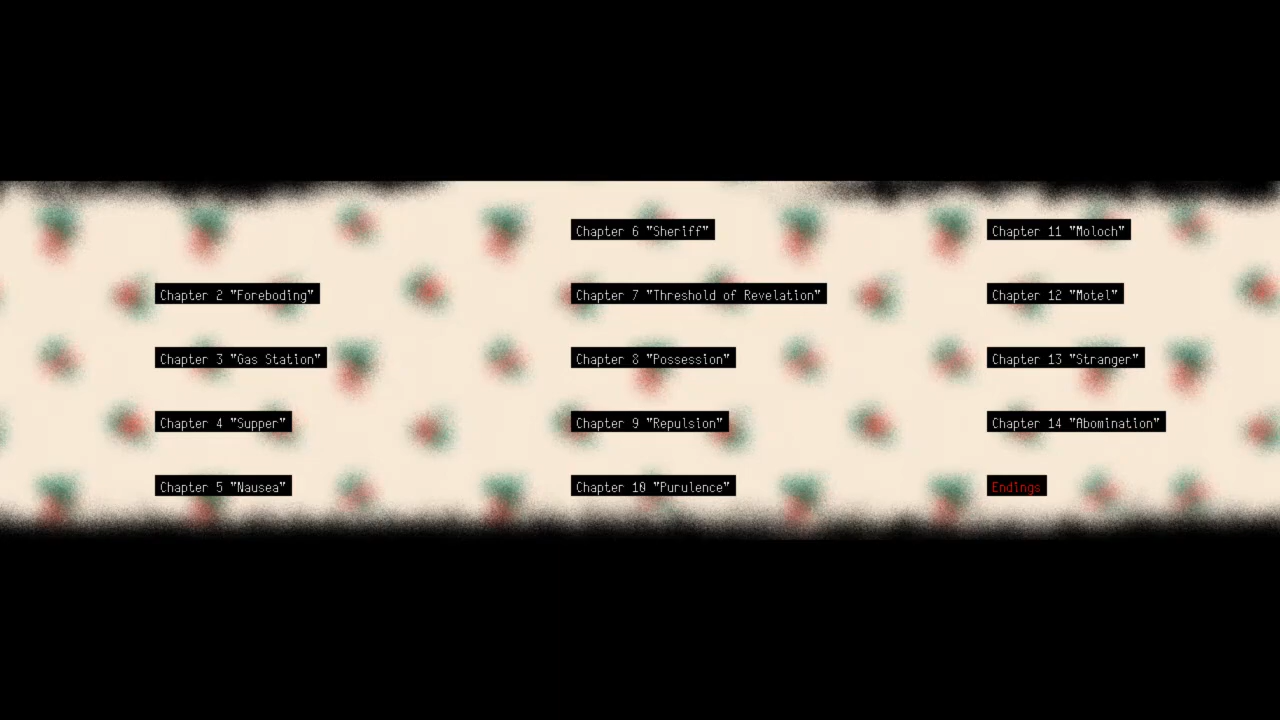 Chapter 2 "Foreboding"
Chapter 3 "Gas Station"
Chapter 4 "Supper"
Chapter 5 "Nausea"
Chapter 6 "Sheriff"
Chapter 7 "Threshold of Revelation"
Chapter 8 "Possession"
Chapter 9 "Repulsion"
Chapter 10 "Purulence"
Chapter 11 "Moloch"
Chapter 12 "Motel"
Chapter 13 "Stranger"
Chapter 14 "Abomination"
Endings